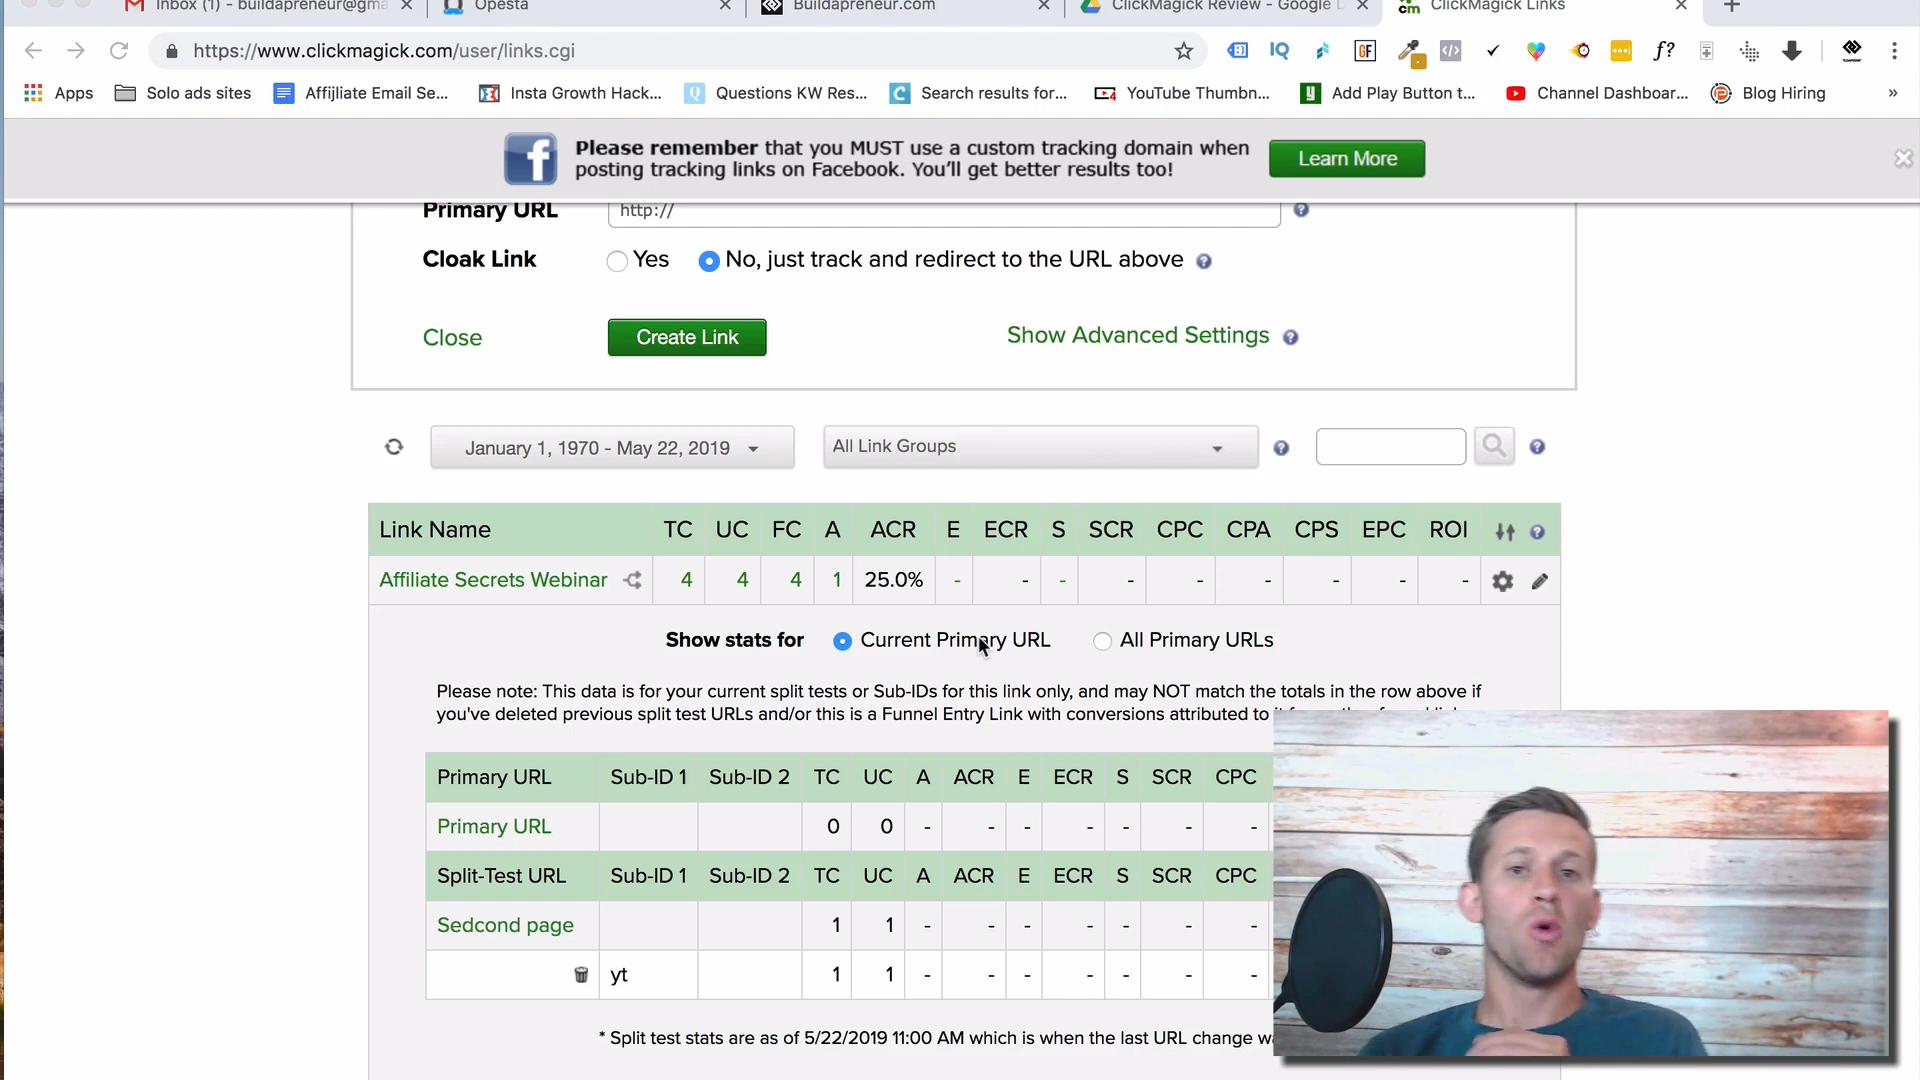 Inbox (1) - buildapreneur@gma
Opesta
Buildapreneur.com
ClickMagick Review - Google D
cm ClickMagick Links
https://www.clickmagick.com/user/links.cgi
IQ GF f?
Apps Solo ads sites Affijliate Email Se... Insta Growth Hack... Questions KW Res... Search results for... YouTube Thumbn... Add Play Button t... Channel Dashboar... Blog Hiring »
Please remember that you MUST use a custom tracking domain when
posting tracking links on Facebook. You'll get better results too!
Learn More
Primary URL http://
Cloak Link Yes No, just track and redirect to the URL above
Close Create Link Show Advanced Settings
January 1, 1970 - May 22, 2019 All Link Groups
Link Name TC UC FC A ACR E ECR S SCR CPC CPA CPS EPC ROI
Affiliate Secrets Webinar 4 4 4 1 25.0% - - - - - - - - -
Show stats for Current Primary URL All Primary URLs
Please note: This data is for your current split tests or Sub-IDs for this link only, and may NOT match the totals in the row above if
you've deleted previous split test URLs and/or this is a Funnel Entry Link with conversions attributed to
Primary URL Sub-ID 1 Sub-ID 2 TC UC A ACR E ECR S SCR CPC
Primary URL 0 0 - - - - - - -
Split-Test URL Sub-ID 1 Sub-ID 2 TC UC A ACR E ECR S SCR CPC
Sedcond page 1 1 - - - - - - -
yt 1 1 - - - - - - -
* Split test stats are as of 5/22/2019 11:00 AM which is when the last URL change